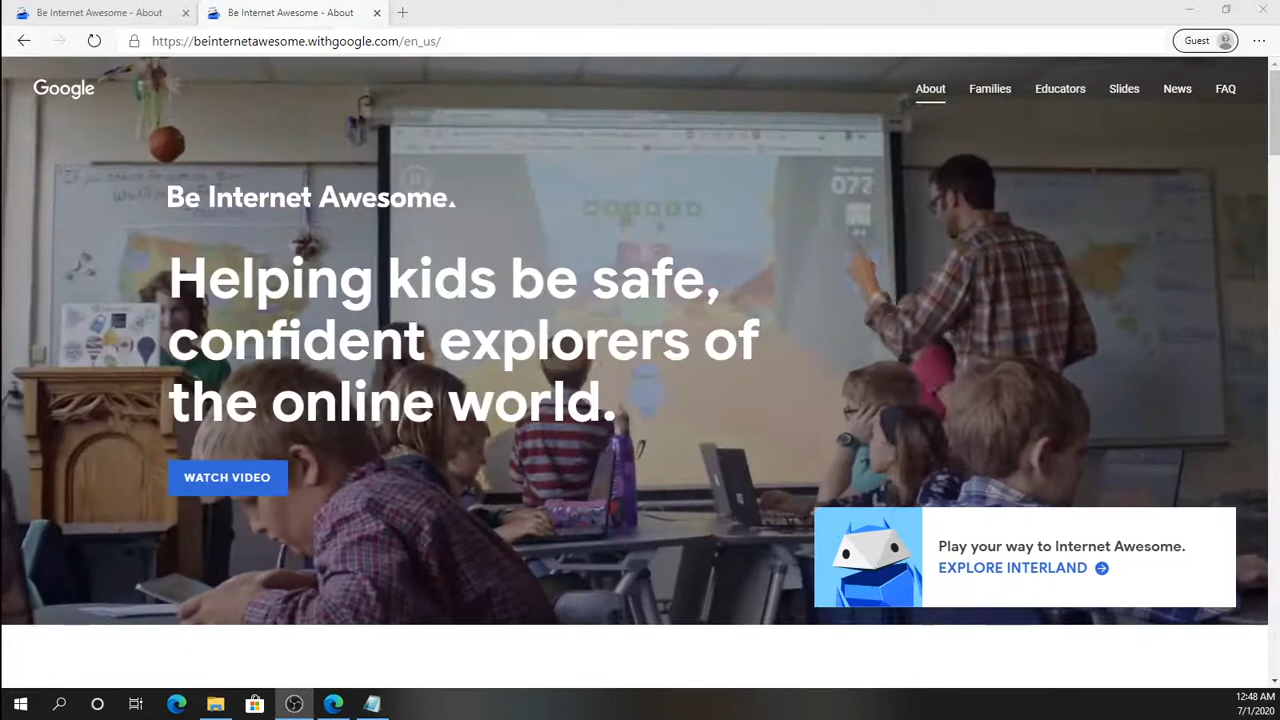 Be Internet Awesome - About
Be Internet Awesome - About
https://beinternetawesome.withgoogle.com/en_us/
Guest
Google
About
Families
Educators
Slides
News
FAQ
Be Internet Awesome.
Helping kids be safe,
confident explorers of
the online world.
WATCH VIDEO
Play your way to Internet Awesome.
EXPLORE INTERLAND
12:48 AM
7/1/2020